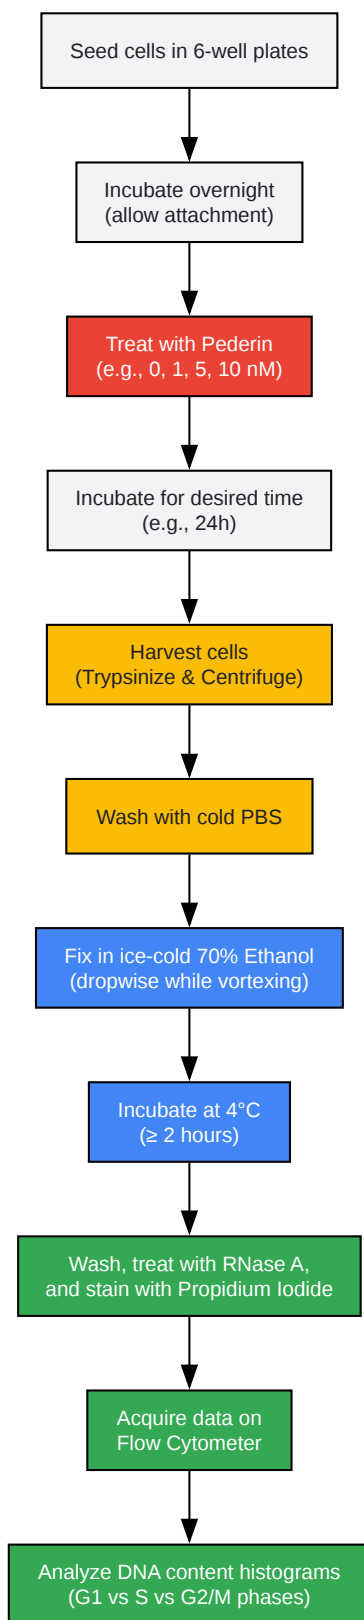 Seed cells in 6-well plates
Incubate overnight
(allow attachment)
Treat with Pederin
(e.g., 0, 1, 5, 10 nM)
Incubate for desired time
(e.g., 24h)
Harvest cells
(Trypsinize & Centrifuge)
Wash with cold PBS
Fix in ice-cold 70% Ethanol
(dropwise while vortexing)
Incubate at 4°C
(≥ 2 hours)
Wash, treat with RNase A,
and stain with Propidium Iodide
Acquire data on
Flow Cytometer
Analyze DNA content histograms
(G1 vs S vs G2/M phases)